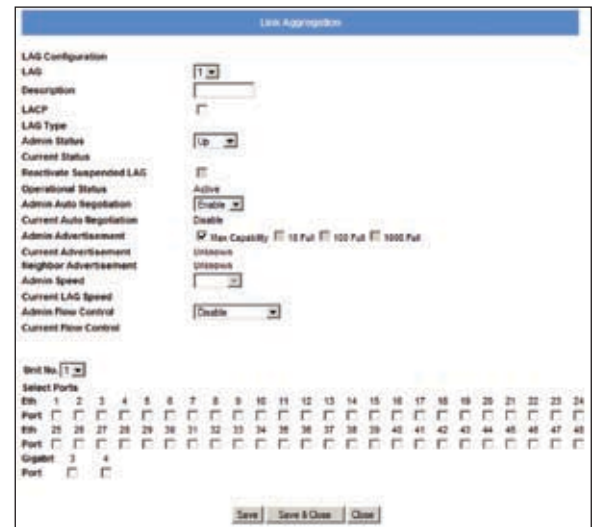 Link Aggregation
LAG Configuration
LAG 1
Description
LACP
LAG Type
Admin Status Up
Current Status
Reactivate Suspended LAG
Operational Status Active
Admin Auto Negotiation Enable
Current Auto Negotiation Disable
Admin Advertisement Max Capability 10 Full 100 Full 1000 Full
Current Advertisement Unknown
Neighbor Advertisement Unknown
Admin Speed
Current LAG Speed
Admin Flow Control Disable
Current Flow Control
Unit No. 1
Select Ports
Eth 2 3 4 5 6 7 8 9 10 11 12 13 14 15 16 17 18 19 20 21 22 23 24
Port
Eth 25 26 27 28 29 30 31 32 33 34 35 36 37 38 39 40 41 42 43 44 45 46 47 48
Port
Gigabit 3 4
Port
Save Save & Close Close